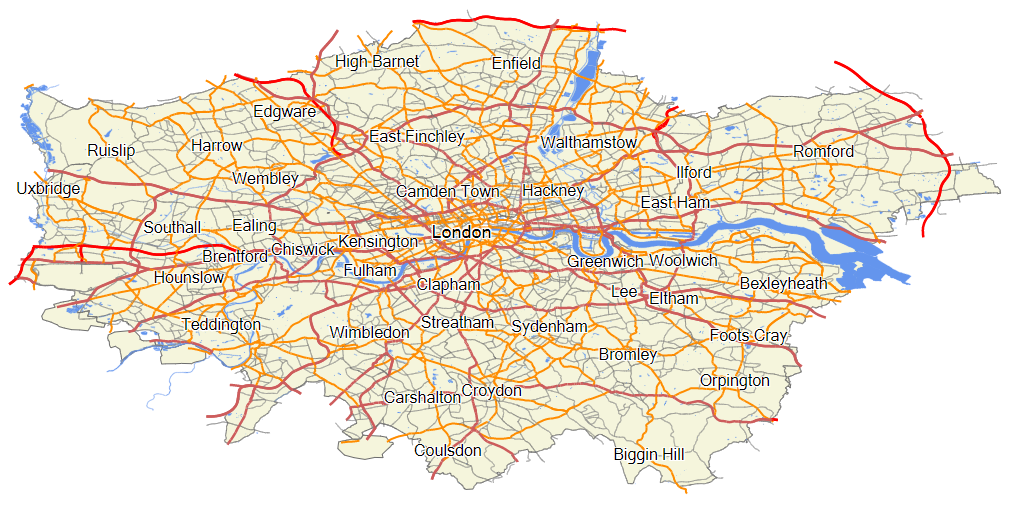 High Barnet
Enfield
Edgware
East Finchley
Walthamstow
Ruislip
Harrow
Romford
Wembley
Ilford
Uxbridge
Camden Town
Hackney
East Ham
Southall
Ealing
London
Kensington
Chiswick
Brentford
Greenwich
Woolwich
Hounslow
Fulham
Clapham
Bexleyheath
Lee
Eltham
Teddington
Wimbledon
Streatham
Sydenham
Foots Cray
Bromley
Orpington
Carshalton
Croydon
Coulsdon
Biggin Hill